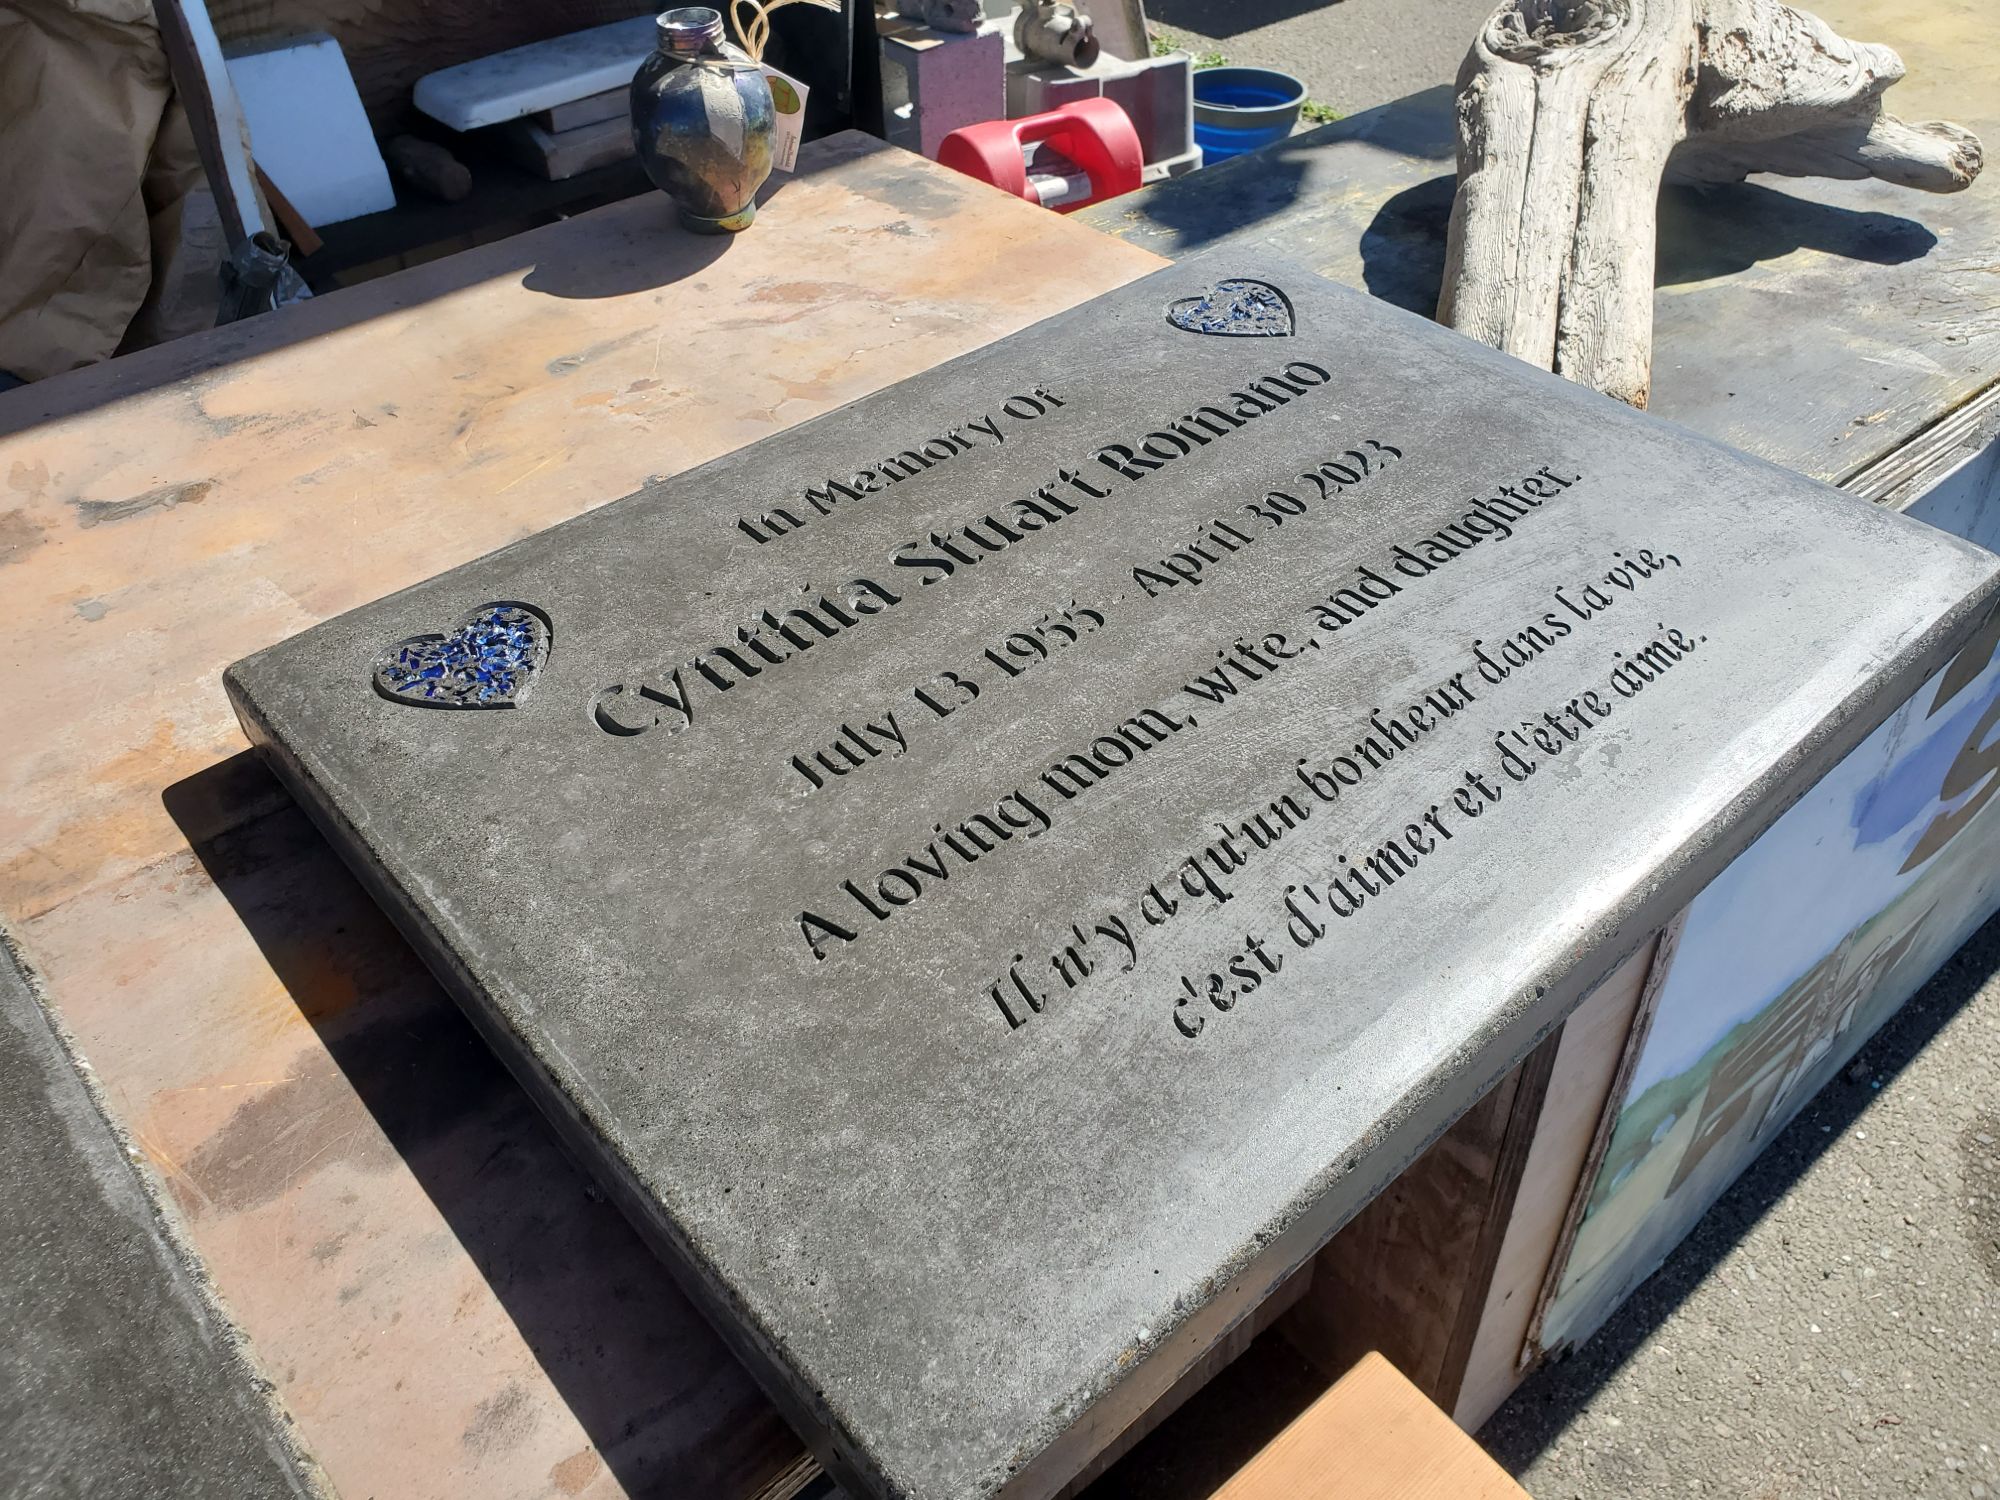 In Memory Of
Cynthia Stuart Romano
July 13 1955 - April 30 2023
A loving mom, wife, and daughter.
Il n'y a qu'un bonheur dans la vie,
c'est d'aimer et d'être aimé.